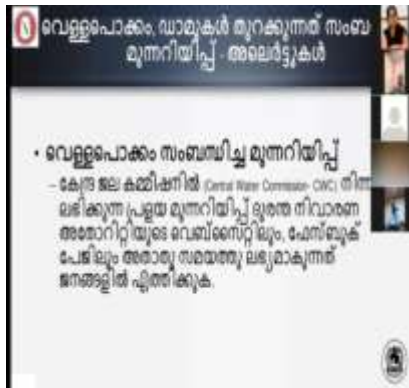 വെള്ളപൊക്കം, ഡാമുകൾ തുറക്കുന്നത് സംബ
മുന്നറിയിപ്പ് - അലെർട്ടുകൾ
• വെള്ളപൊക്കം സംബന്ധിച്ച മുന്നറിയിപ്പ്
– കേന്ദ്ര ജല കമ്മിഷനിൽ (Central Water Commission- CWC) നിന്ന
ലഭിക്കുന്ന പ്രളയ മുന്നറിയിപ്പ് ദുരന്ത നിവാരണ
അതോറിറ്റിയുടെ വെബ്സൈറ്റിലും, ഫേസ്ബുക്
പേജിലും അതാതു സമയത്തു ലഭ്യമാകുന്നത്
ജനങ്ങളിൽ എത്തിക്കുക.